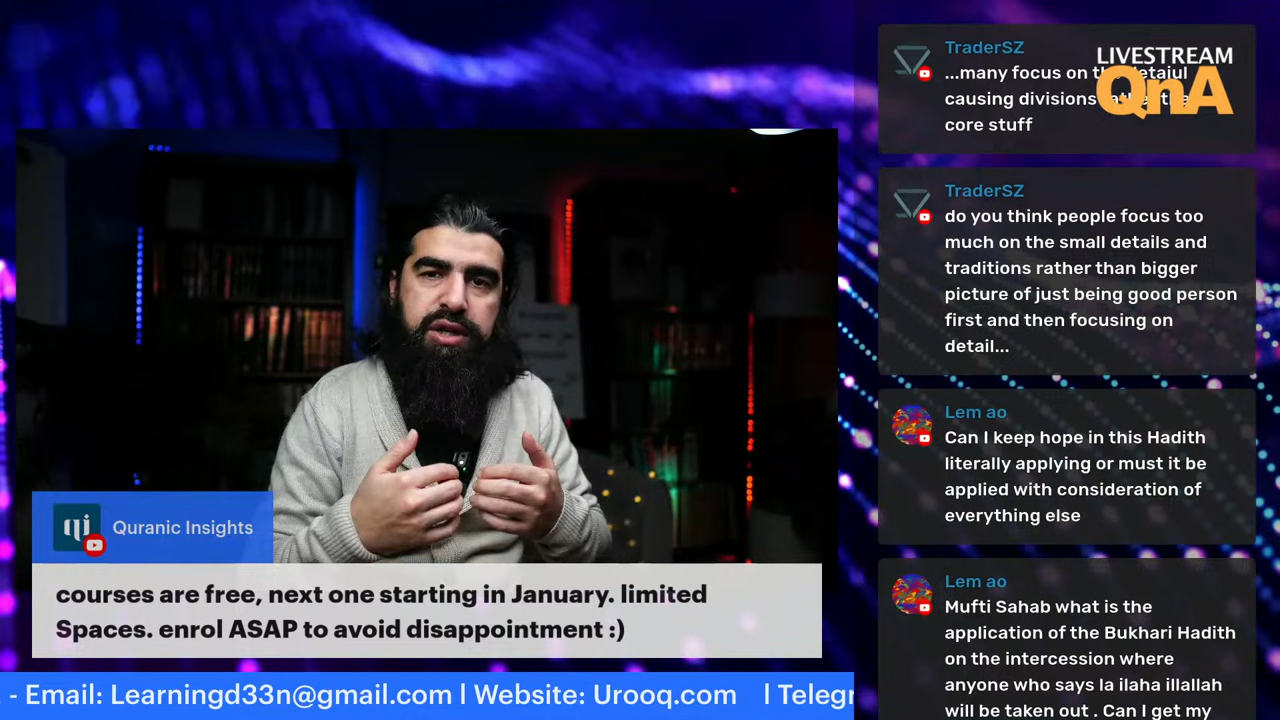 Quranic Insights
courses are free, next one starting in January. limited
Spaces. enrol ASAP to avoid disappointment :)
- Email: Learningd33n@gmail.com l Website: Urooq.com l Telegr
LIVESTREAM
QnA
TraderSZ
...many focus on
causing divisions
core stuff
TraderSZ
do you think people focus too
much on the small details and
traditions rather than bigger
picture of just being good person
first and then focusing on
detail...
Lem ao
Can I keep hope in this Hadith
literally applying or must it be
applied with consideration of
everything else
Lem ao
Mufti Sahab what is the
application of the Bukhari Hadith
on the intercession where
anyone who says la ilaha illallah
will be taken out . Can I get my